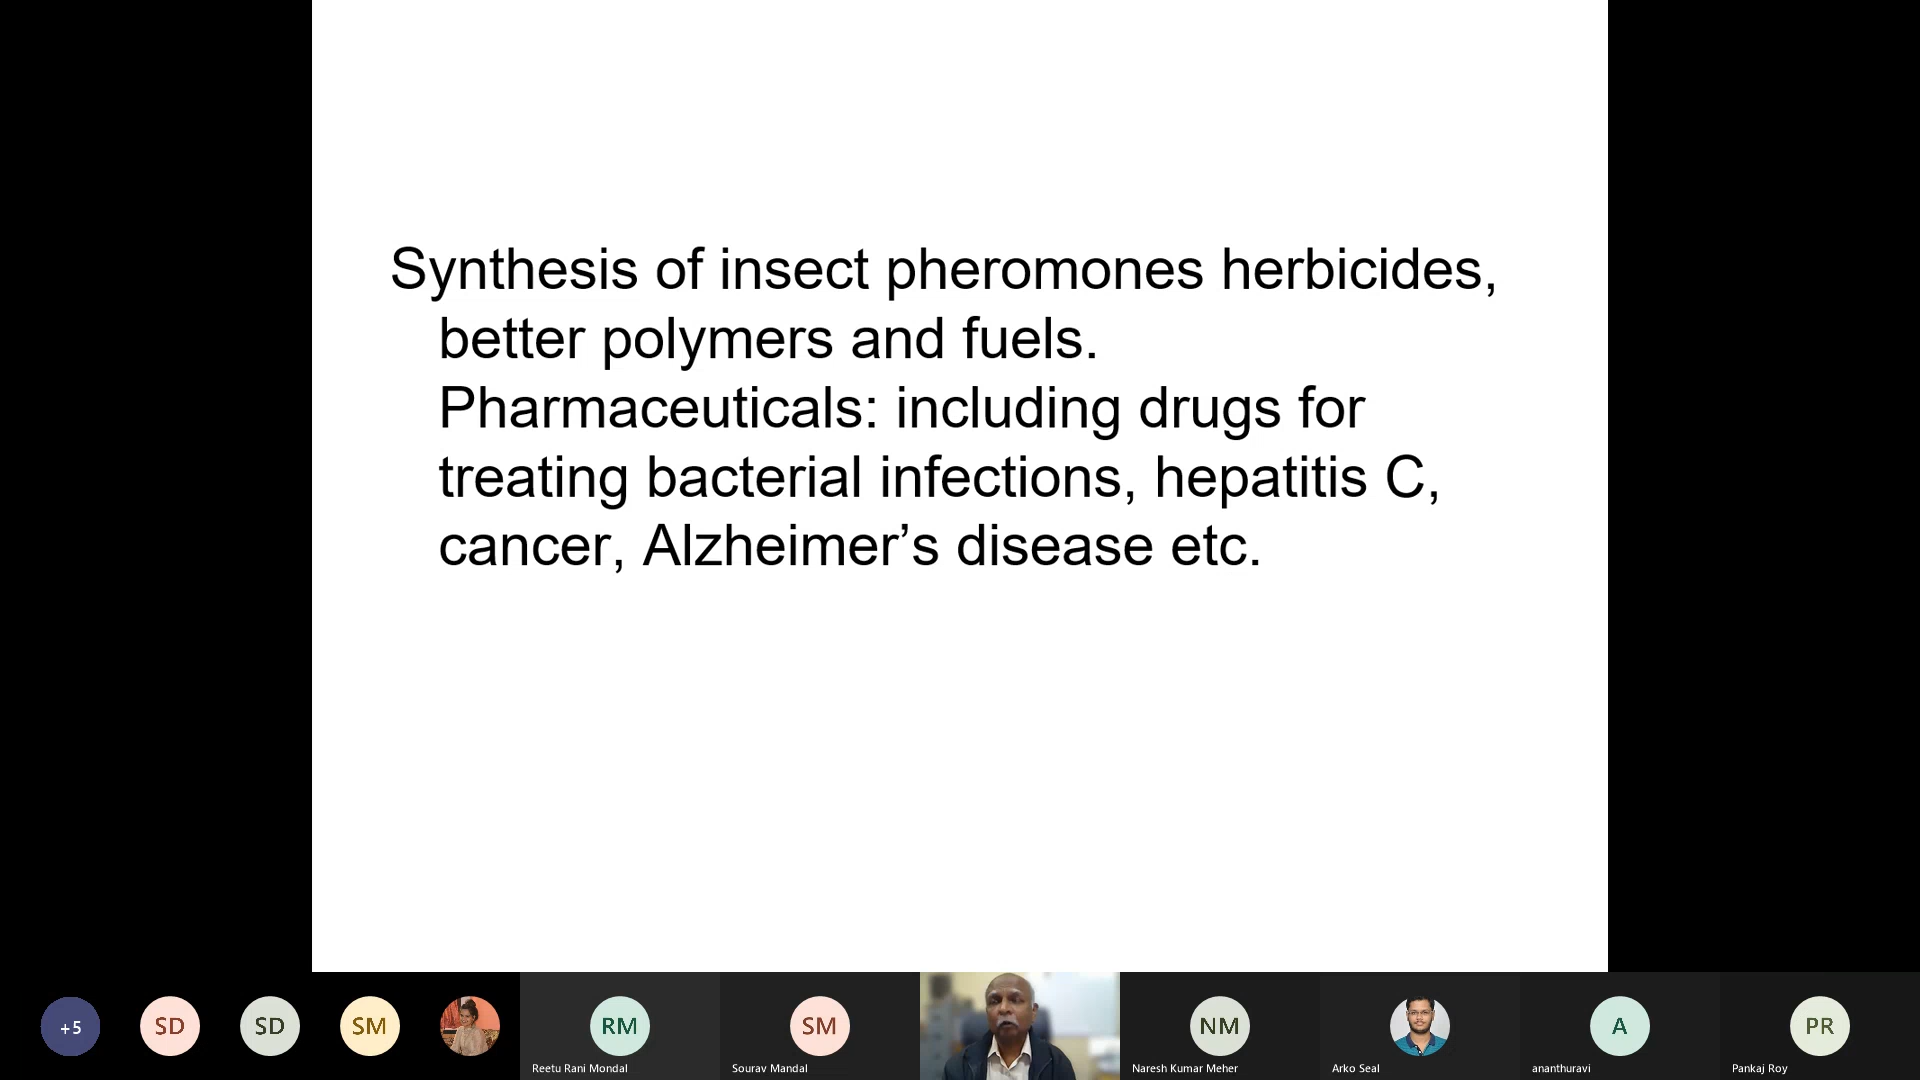 Synthesis of insect pheromones herbicides,
better polymers and fuels.
Pharmaceuticals: including drugs for
treating bacterial infections, hepatitis C,
cancer, Alzheimer’s disease etc.
+5
SD
SD
SM
RM
Reetu Rani Mondal
SM
Sourav Mandal
NM
Naresh Kumar Meher
Arko Seal
A
ananthuravi
PR
Pankaj Roy